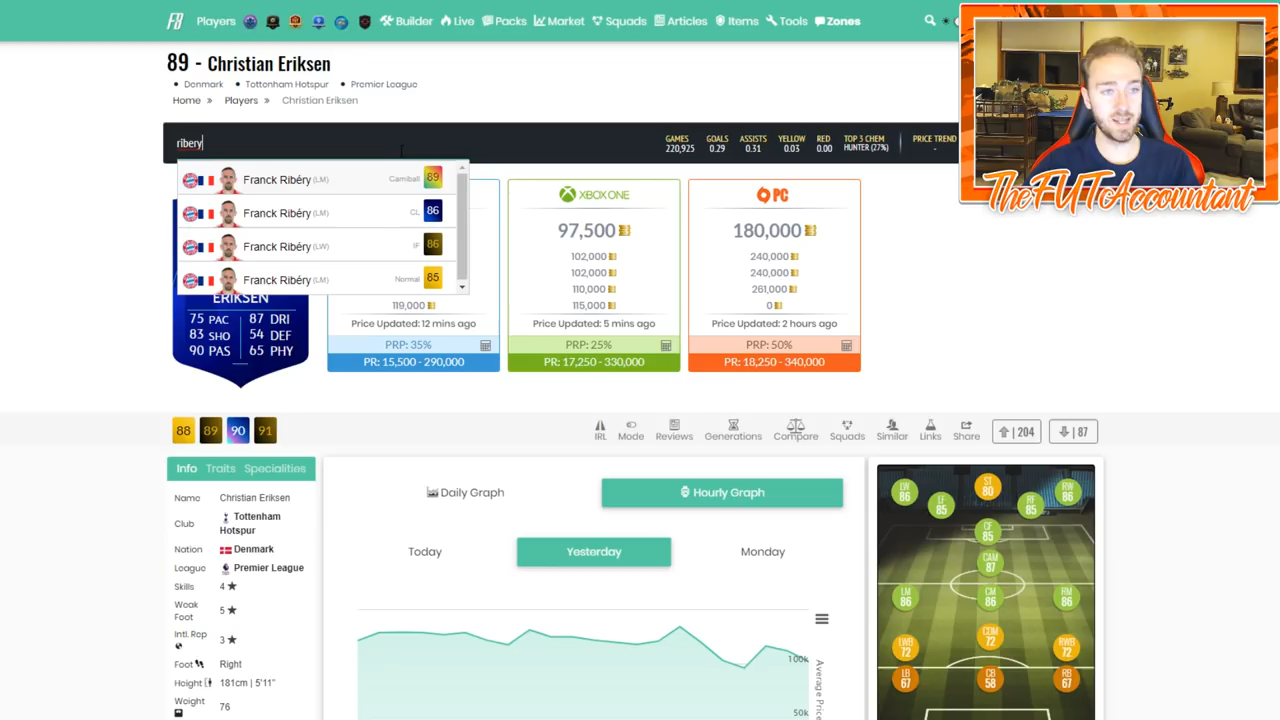 F8 Players Builder Live Packs Market Squads Articles Items Tools Zones
89 - Christian Eriksen
Denmark Tottenham Hotspur Premier League
Home » Players » Christian Eriksen
ribery
GAMES GOALS ASSISTS YELLOW RED TOP 3 CHEM PRICE TREND
220,925 0.29 0.31 0.03 0.00 HUNTER (27%) -
TheFUTAccountant
Franck Ribéry (LM) Carniball 89
Franck Ribéry (LM) CL 86
Franck Ribéry (LW) IF 86
Franck Ribéry (LM) Normal 85
ERIKSEN
75 PAC 87 DRI
83 SHO 54 DEF
90 PAS 65 PHY
119,000
Price Updated: 12 mins ago
PRP: 35%
PR: 15,500 - 290,000
XBOX ONE
97,500
102,000
102,000
110,000
115,000
Price Updated: 5 mins ago
PRP: 25%
PR: 17,250 - 330,000
PC
180,000
240,000
240,000
261,000
0
Price Updated: 2 hours ago
PRP: 50%
PR: 18,250 - 340,000
88 89 90 91
IRL Mode Reviews Generations Compare Squads Similar Links Share | 204 | 87
Info Traits Specialities
Name Christian Eriksen
Club Tottenham
Hotspur
Nation Denmark
League Premier League
Skills 4
Weak
Foot 5
Intl. Rep 3
Foot Right
Height 181cm | 5'11"
Weight 76
Daily Graph Hourly Graph
Today Yesterday Monday
100k
50k
Average Price
LW 86
ST 80
RW 86
LF 85
RF 85
CF 85
CAM 87
LM 86
CM 86
RM 86
LWB 72
CDM 72
RWB 72
LB 67
CB 58
RB 67